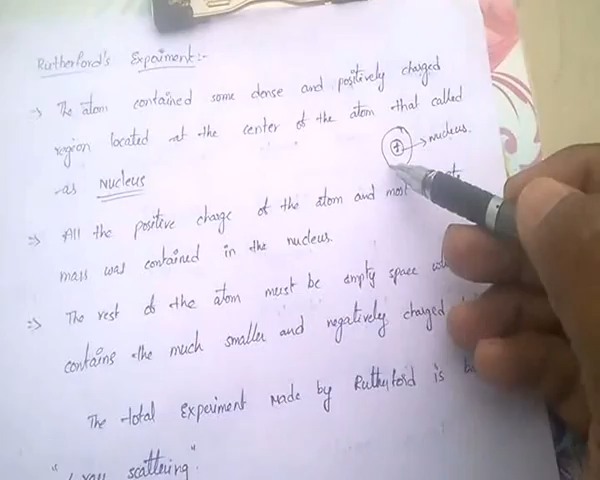 Rutherford's Experiment:-
→ The atom contained some dense and positively charged
region located at the center of the atom that called
as Nucleus
nucleus.
⇒ All the positive charge of the atom and most
mass was contained in the nucleus.
⇒ The rest of the atom must be empty space
contains the much smaller and negatively charged
The total Experiment made by Rutherford is
scattering".